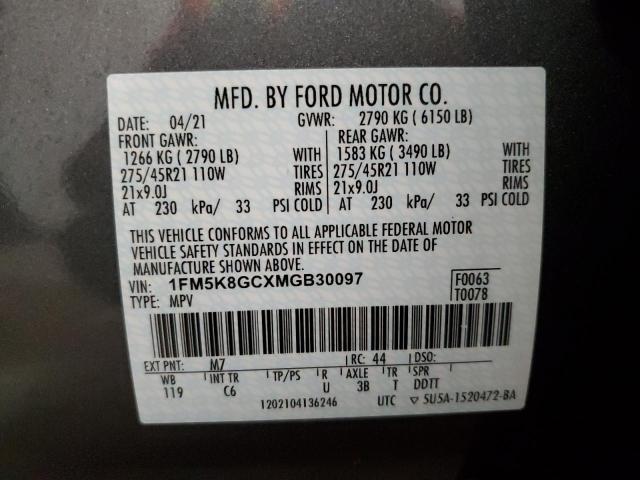 MFD. BY FORD MOTOR CO.
DATE: 04/21 GVWR: 2790 KG ( 6150 LB)
FRONT GAWR: REAR GAWR:
1266 KG ( 2790 LB) WITH 1583 KG ( 3490 LB) WITH
275/45R21 110W TIRES 275/45R21 110W TIRES
21x9.0J RIMS 21x9.0J RIMS
AT 230 kPa/ 33 PSI COLD AT 230 kPa/ 33 PSI COLD
THIS VEHICLE CONFORMS TO ALL APPLICABLE FEDERAL MOTOR
VEHICLE SAFETY STANDARDS IN EFFECT ON THE DATE OF
MANUFACTURE SHOWN ABOVE.
VIN: 1FM5K8GCXMGB30097 F0063
TYPE: MPV T0078
EXT PNT: M7 RC: 44 DSO:
WB INT TR TP/PS R AXLE TR SPR
119 C6 U 3B T DDTT
1202104136246 UTC ▽ 5U5A-1520472-BA